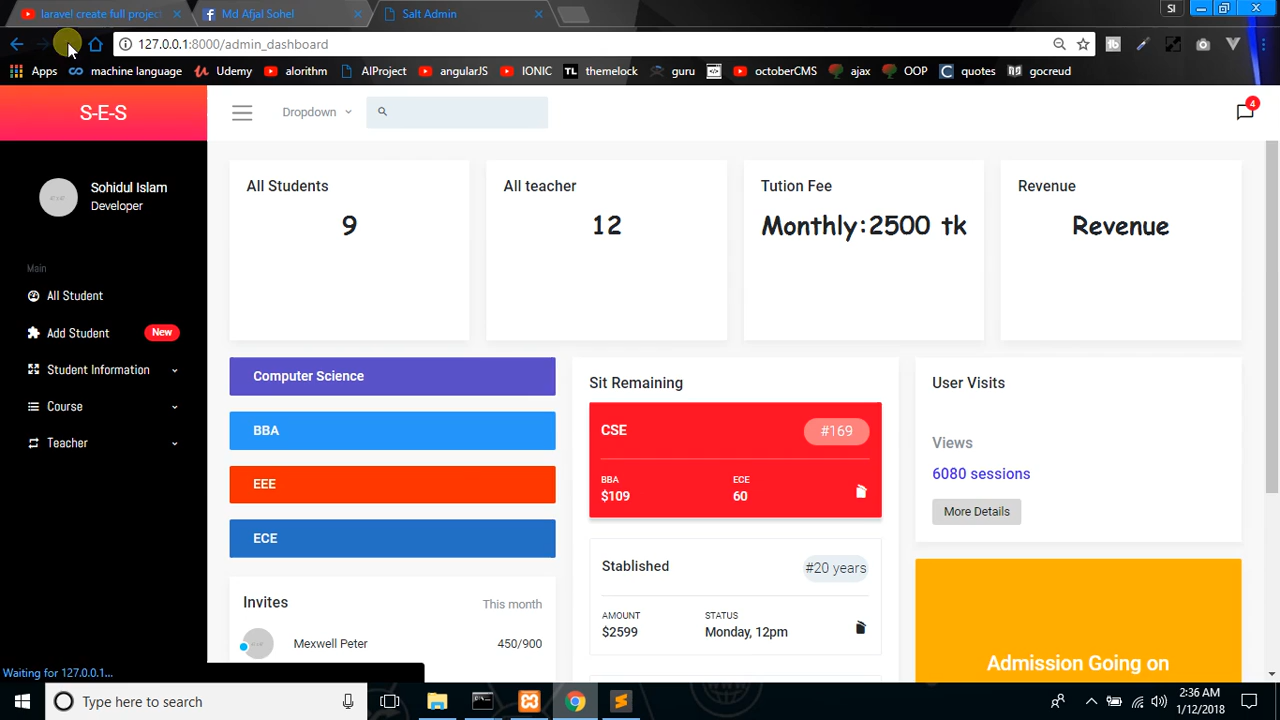 laravel create full project
Md Afjal Sohel
Salt Admin
SI
127.0.0.1:8000/admin_dashboard
Apps
machine language
Udemy
alorithm
AIProject
angularJS
IONIC
TL
themelock
guru
octoberCMS
ajax
OOP
quotes
gocreud
S-E-S
Dropdown
4
Sohidul Islam
Developer
Main
All Student
Add Student
New
Student Information
Course
Teacher
All Students
9
All teacher
12
Tution Fee
Monthly:2500 tk
Revenue
Revenue
Computer Science
BBA
EEE
ECE
Invites
This month
Mexwell Peter
450/900
Sit Remaining
CSE
#169
BBA
ECE
$109
60
Stablished
#20 years
AMOUNT
STATUS
$2599
Monday, 12pm
User Visits
Views
6080 sessions
More Details
Admission Going on
Waiting for 127.0.0.1...
Type here to search
2:36 AM
1/12/2018